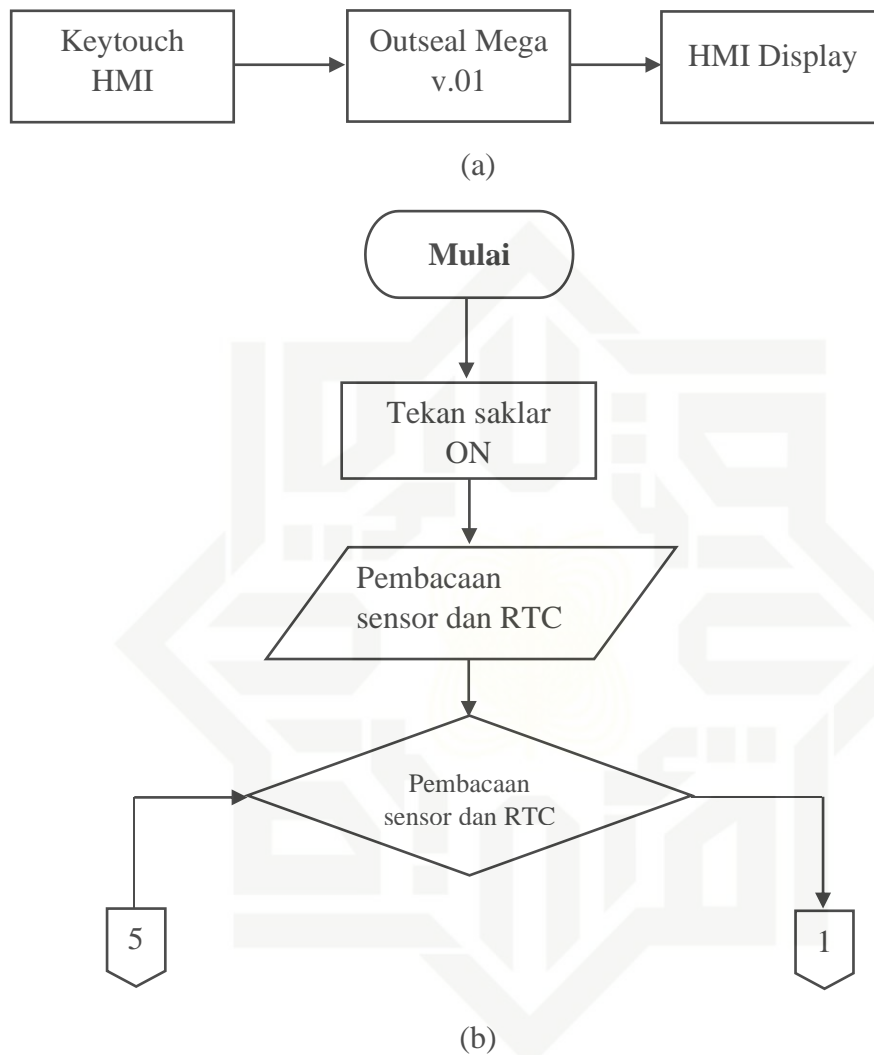 Keytouch
HMI
Outseal Mega
v.01
HMI Display
(a)
Mulai
Tekan saklar
ON
Pembacaan
sensor dan RTC
Pembacaan
sensor dan RTC
5
1
(b)